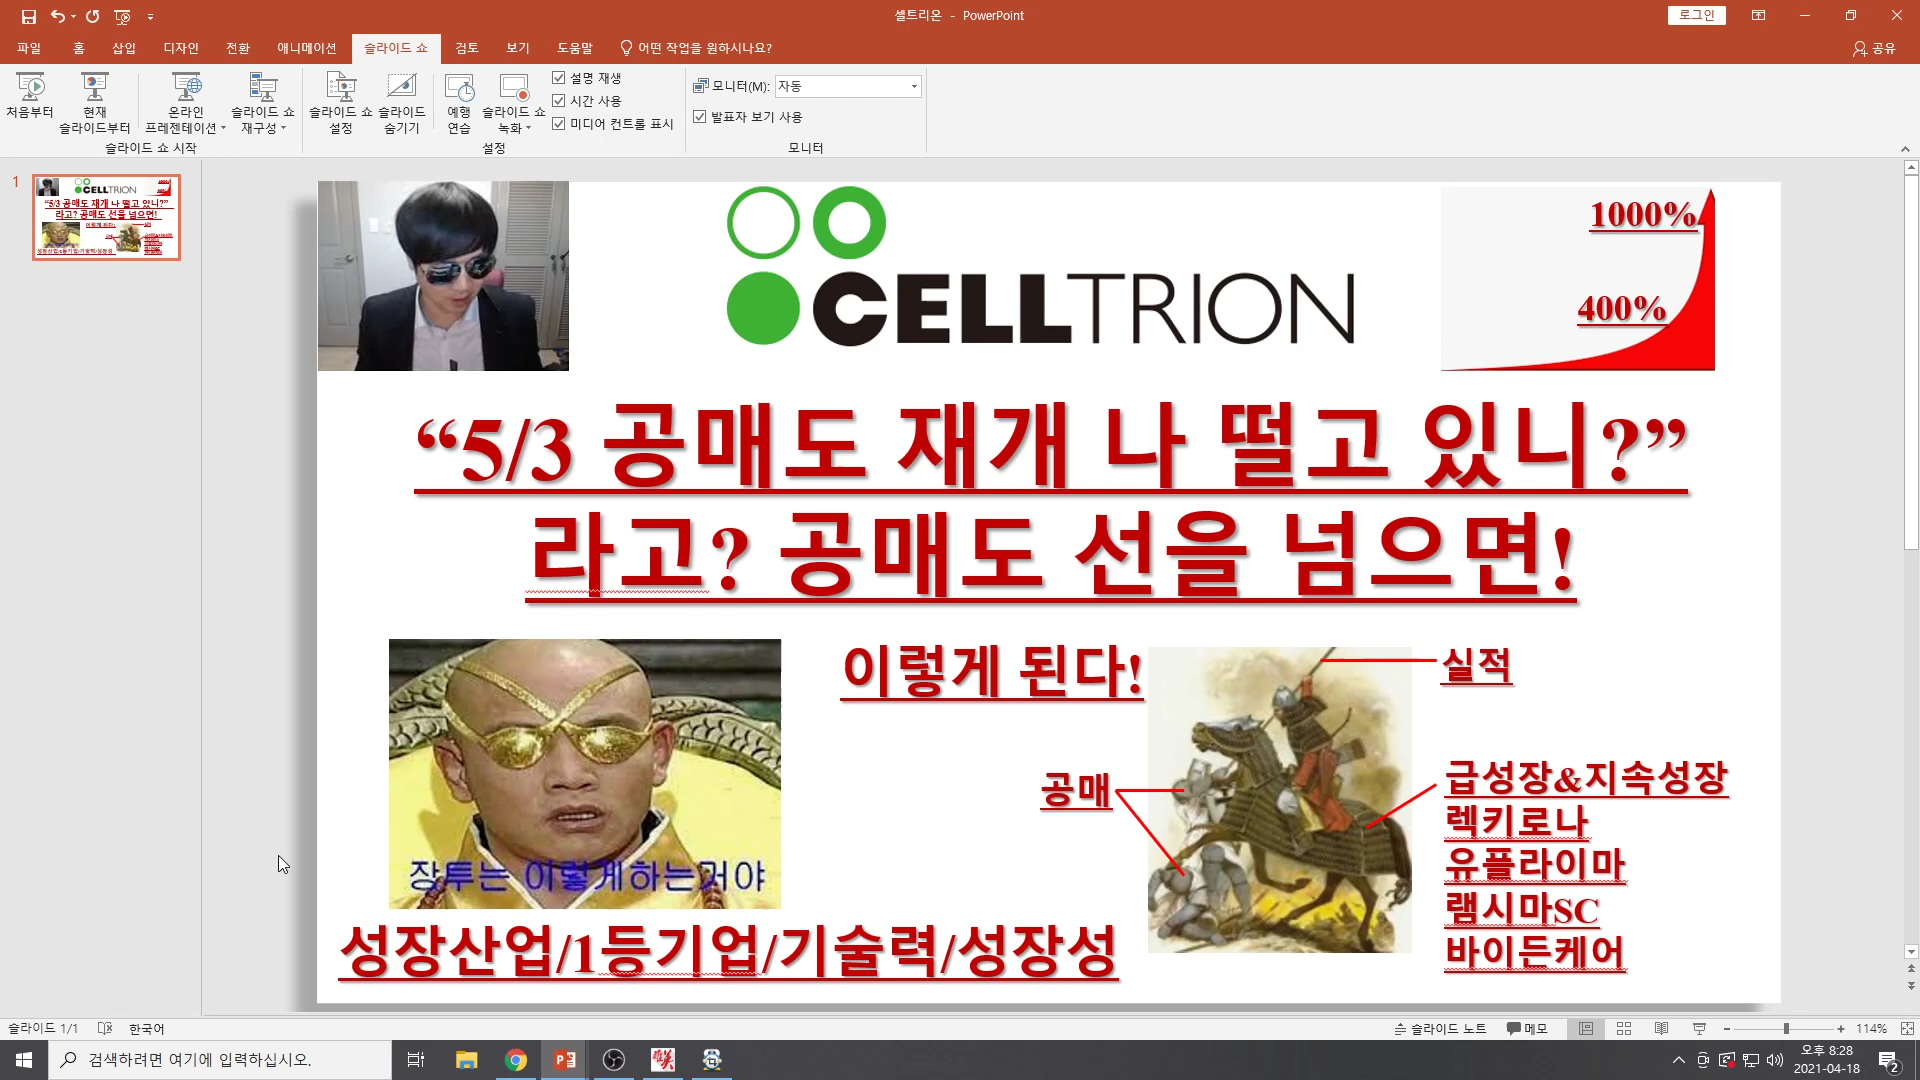 셀트리온 - PowerPoint
로그인
파일 홈 삽입 디자인 전환 애니메이션 슬라이드 쇼 검토 보기 도움말 어떤 작업을 원하시나요? 공유
처음부터
현재
슬라이드부터
온라인
프레젠테이션
슬라이드 쇼
재구성
슬라이드 쇼
설정
슬라이드
숨기기
예행
연습
슬라이드 쇼
녹화
설명 재생
시간 사용
미디어 컨트롤 표시
모니터(M): 자동
발표자 보기 사용
슬라이드 쇼 시작 설정 모니터
1
CELLTRION
1000%
400%
“5/3 공매도 재개 나 떨고 있니?”
라고? 공매도 선을 넘으면!
이렇게 된다!
실적
공매
급성장&지속성장
렉키로나
유플라이마
램시마SC
바이든케어
장투는 이렇게하는거야
성장산업/1등기업/기술력/성장성
슬라이드 1/1 한국어 슬라이드 노트 메모 114%
검색하려면 여기에 입력하십시오.
오후 8:28
2021-04-18
2